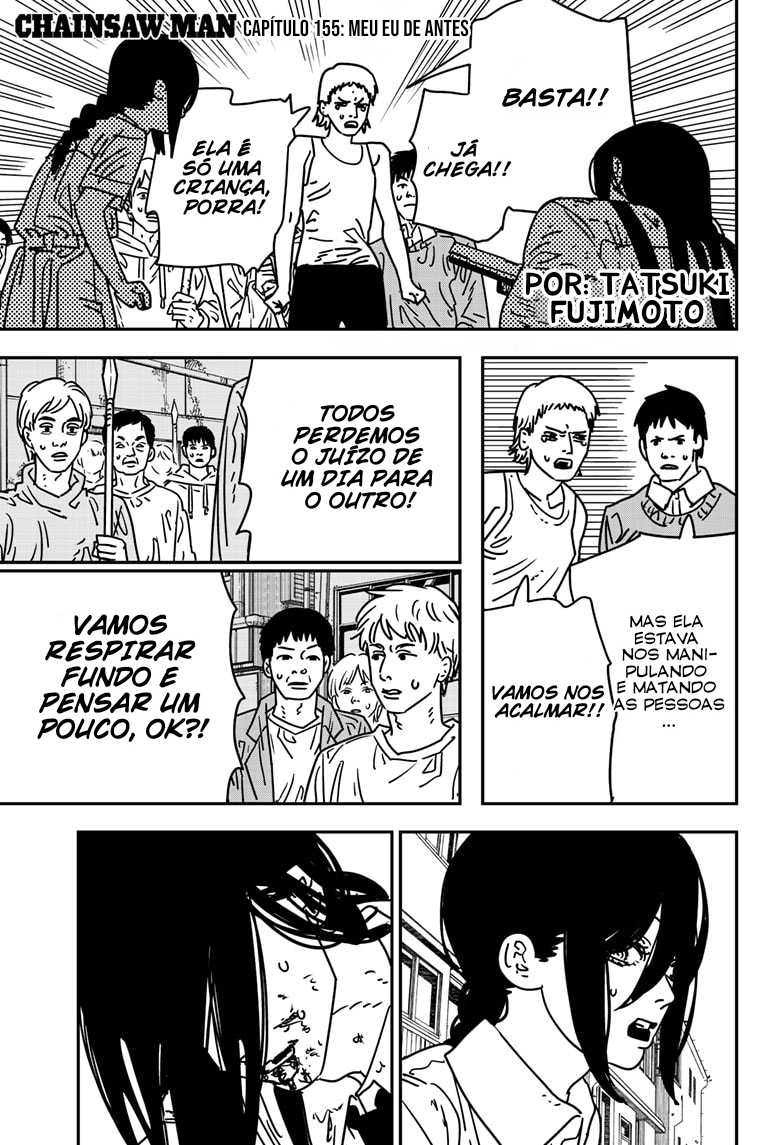 CHAINSAW MAN CAPÍTULO 155: MEU EU DE ANTES
BASTA!!
JÁ
CHEGA!!
ELA É
SÓ UMA
CRIANÇA,
PORRA!
POR: TATSUKI
FUJIMOTO
MAS ELA
ESTAVA
NOS MANI-
PULANDO
E MATANDO
AS PESSOAS
...
VAMOS NOS
ACALMAR!!
TODOS
PERDEMOS
O JUÍZO DE
UM DIA PARA
O OUTRO!
VAMOS
RESPIRAR
FUNDO E
PENSAR UM
POUCO, OK?!